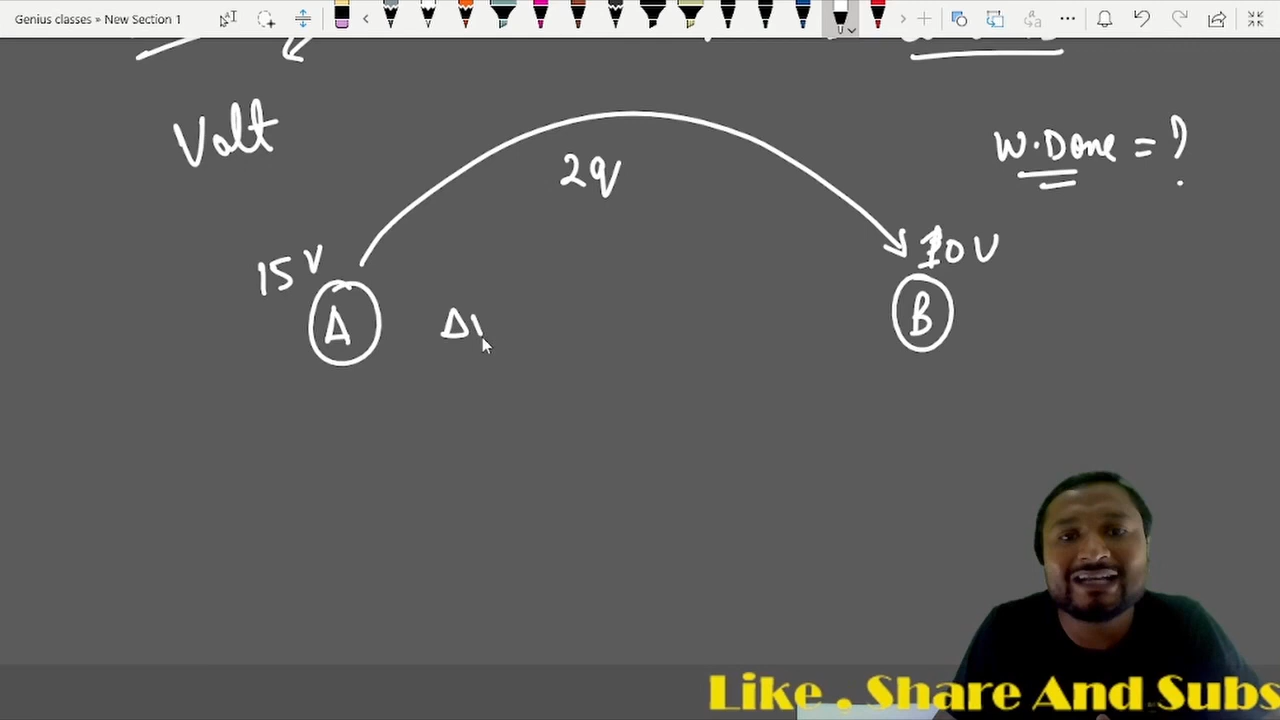 Genius classes » New Section 1
Volt
2q
W.Done = ?
15 V
10 V
A
B
Δ
Like . Share And Subs